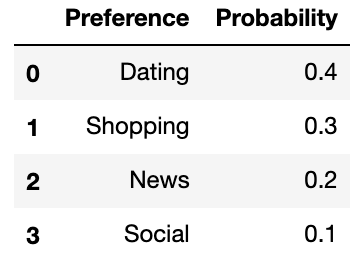 Preference Probability
0 Dating 0.4
1 Shopping 0.3
2 News 0.2
3 Social 0.1